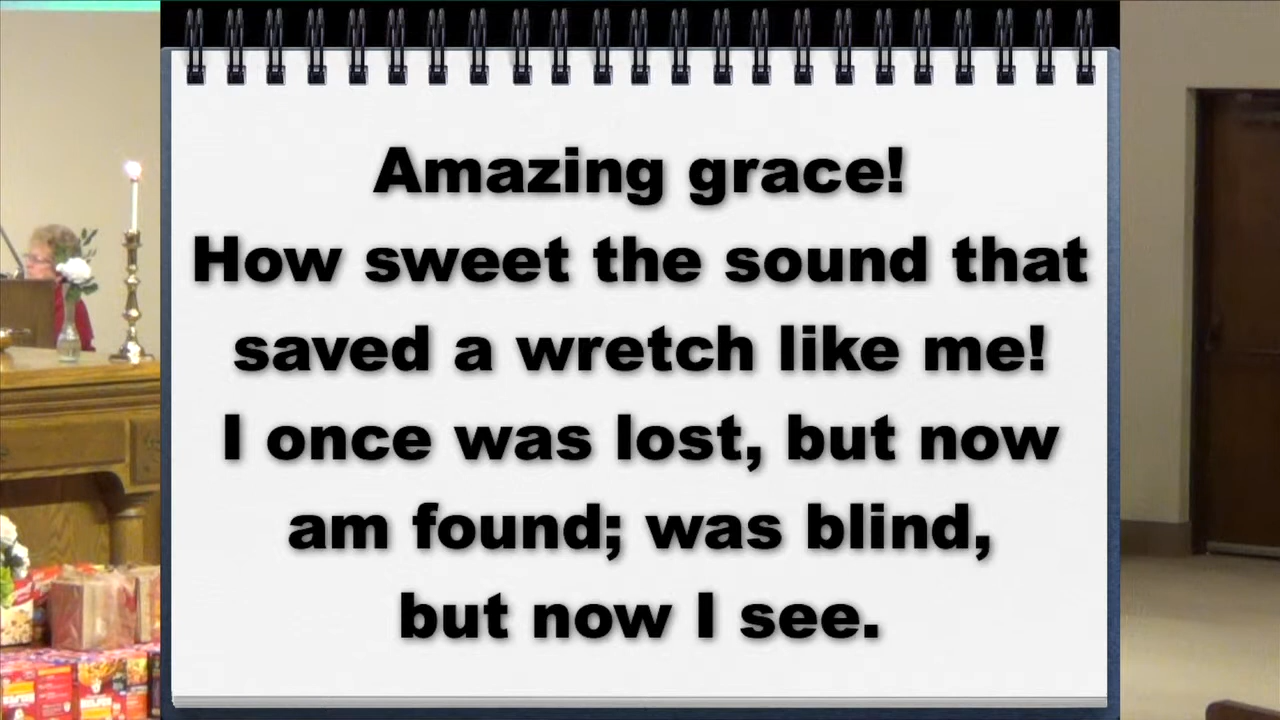 Amazing grace!
How sweet the sound that
saved a wretch like me!
I once was lost, but now
am found; was blind,
but now I see.